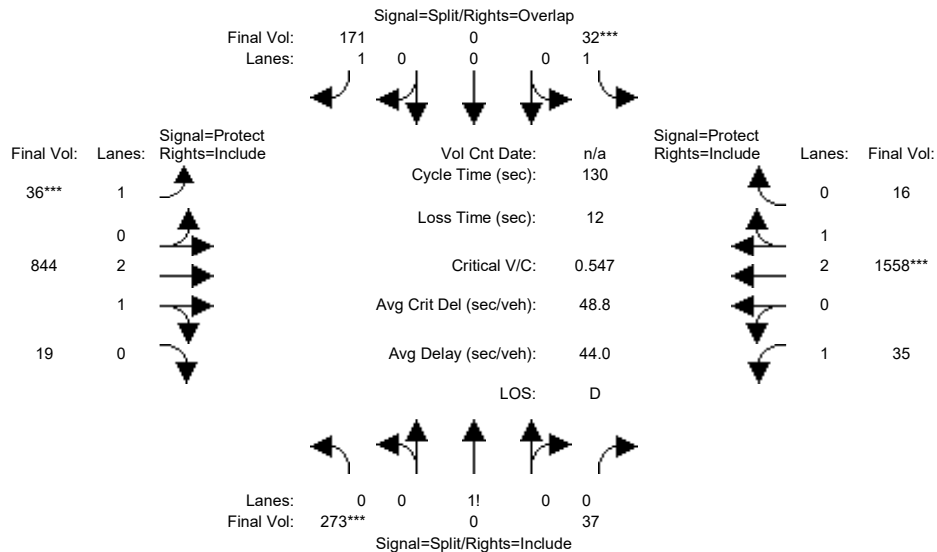 Signal=Split/Rights=Overlap
Final Vol: 171 0 32***
Lanes: 1 0 0 0 1
Signal=Protect Signal=Protect
Final Vol: Lanes: Rights=Include Vol Cnt Date: n/a Rights=Include Lanes: Final Vol:
Cycle Time (sec): 130
36*** 1 0 16
Loss Time (sec): 12
0 1
844 2 Critical V/C: 0.547 2 1558***
1 Avg Crit Del (sec/veh): 48.8 0
19 0 Avg Delay (sec/veh): 44.0 1 35
LOS: D
Lanes: 0 0 1! 0 0
Final Vol: 273*** 0 37
Signal=Split/Rights=Include